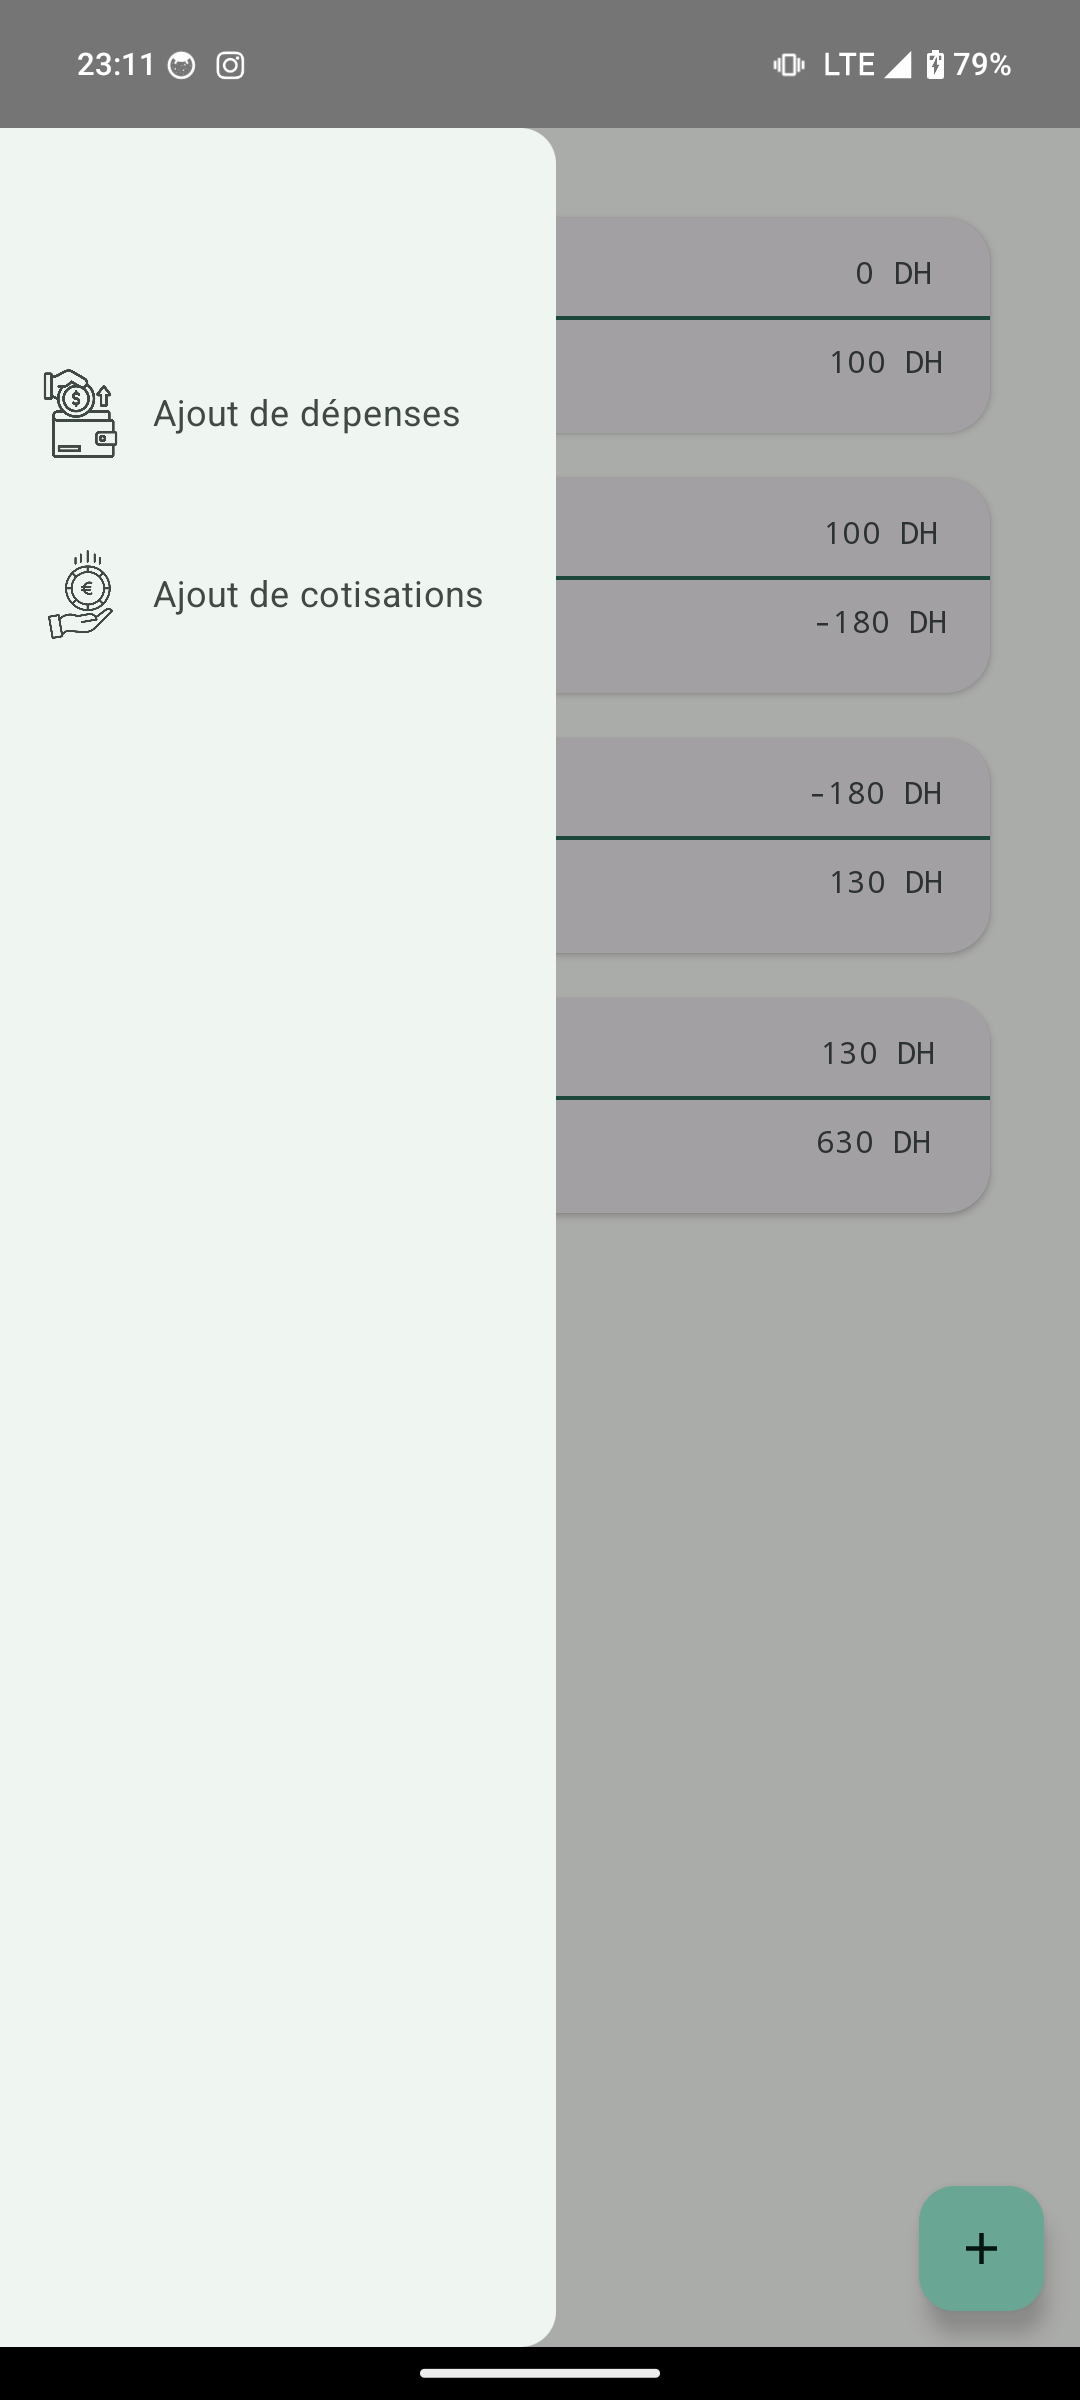 23:11 LTE 79%
0 DH
100 DH
Ajout de dépenses
100 DH
Ajout de cotisations
-180 DH
-180 DH
130 DH
130 DH
630 DH